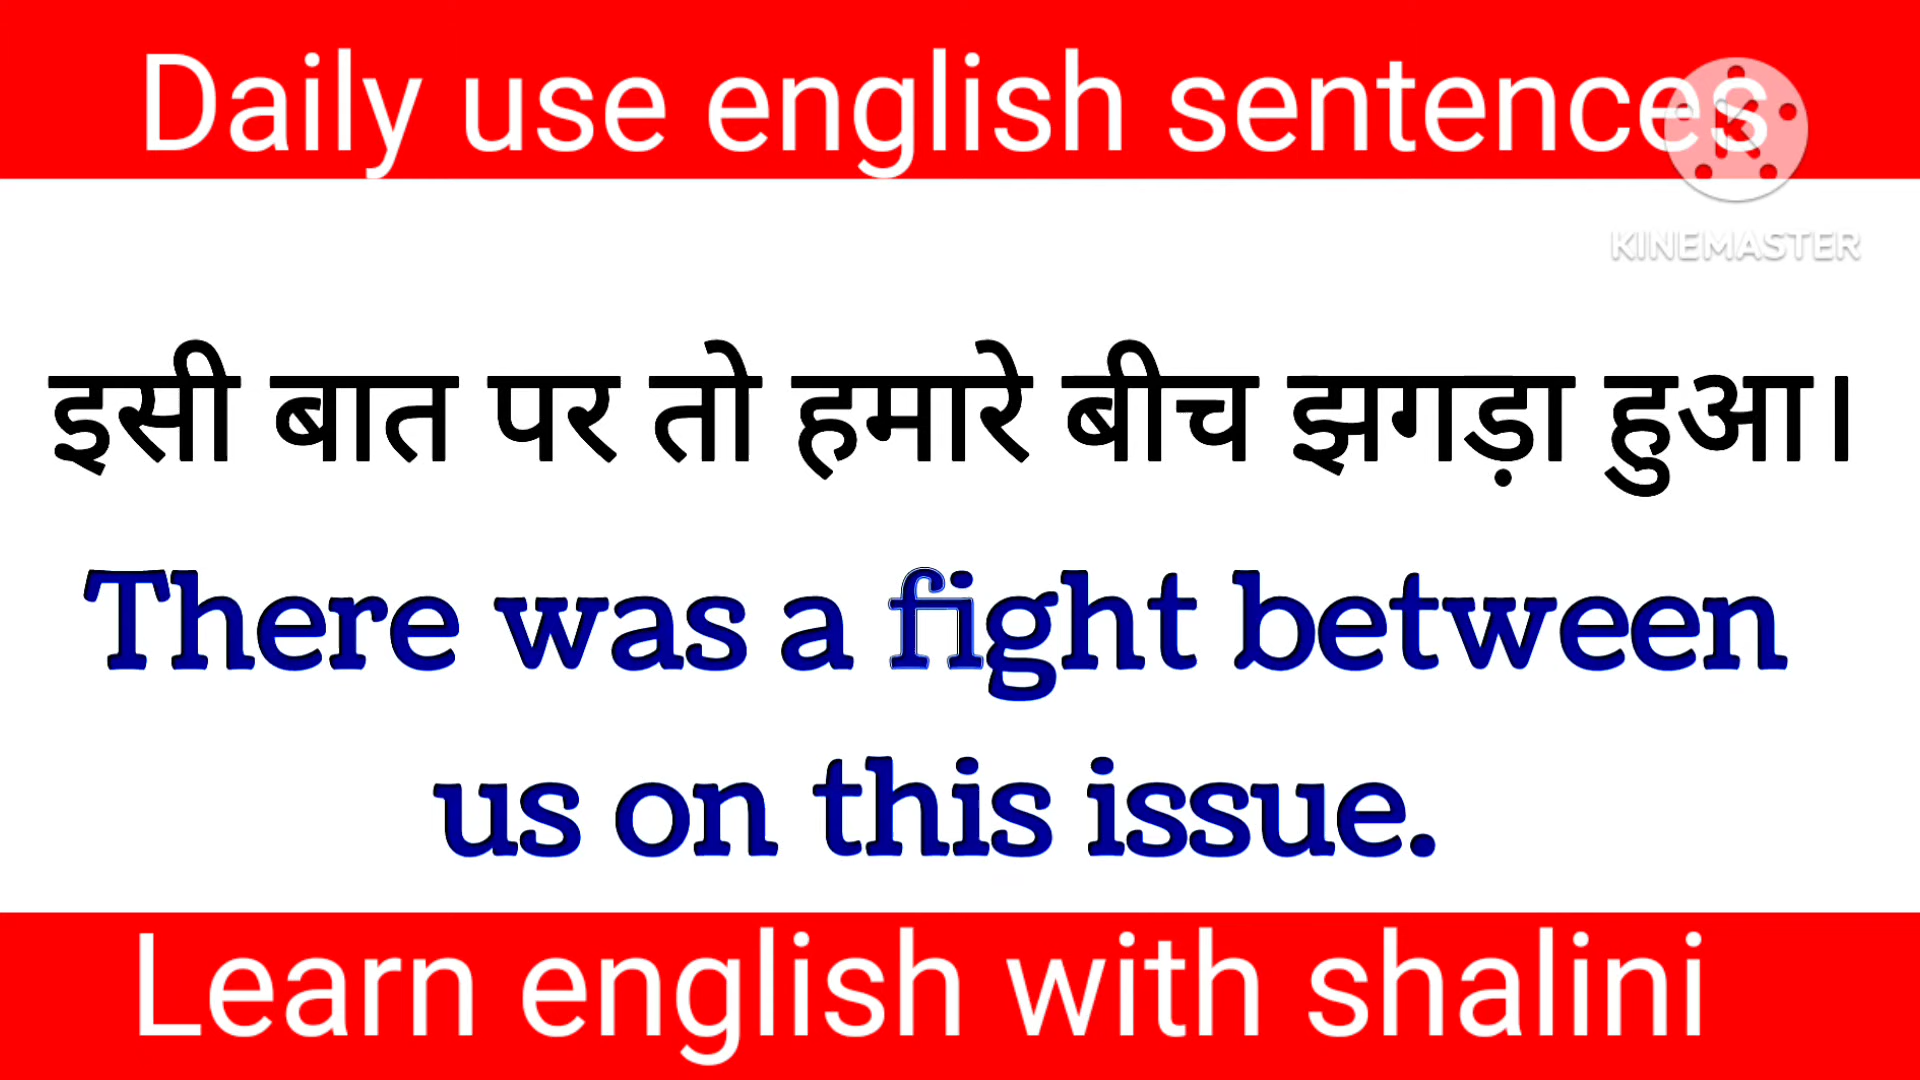 Daily use english sentences
KINEMASTER
इसी बात पर तो हमारे बीच झगड़ा हुआ।
There was a fight between
us on this issue.
Learn english with shalini